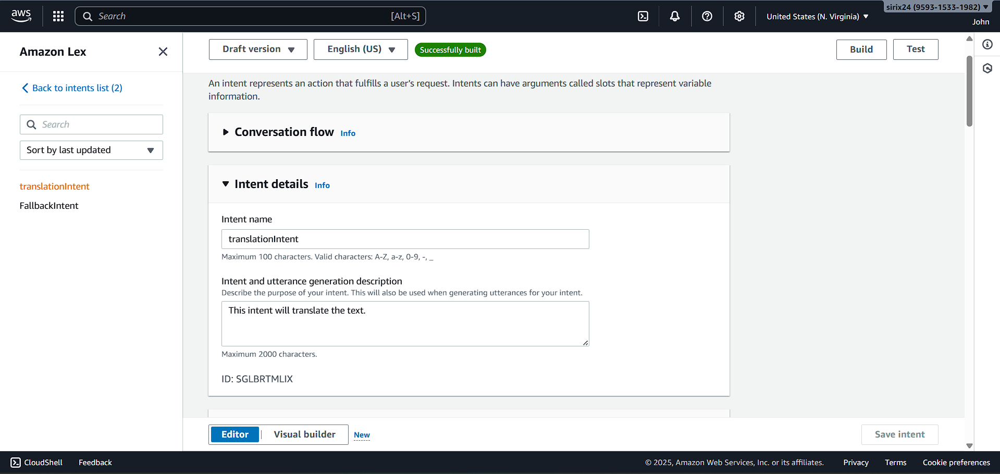 aws
Search
[Alt+S]
United States (N. Virginia)
sirix24 (9593-1533-1982)
John
Amazon Lex
Back to intents list (2)
Search
Sort by last updated
translationIntent
FallbackIntent
Draft version
English (US)
Successfully built
Build
Test
An intent represents an action that fulfills a user’s request. Intents can have arguments called slots that represent variable
information.
Conversation flow Info
Intent details Info
Intent name
translationIntent
Maximum 100 characters. Valid characters: A-Z, a-z, 0-9, -, _
Intent and utterance generation description
Describe the purpose of your intent. This will also be used when generating utterances for your intent.
This intent will translate the text.
Maximum 2000 characters.
ID: SGLBRTMLIX
Editor
Visual builder
New
Save intent
CloudShell
Feedback
© 2025, Amazon Web Services, Inc. or its affiliates.
Privacy
Terms
Cookie preferences